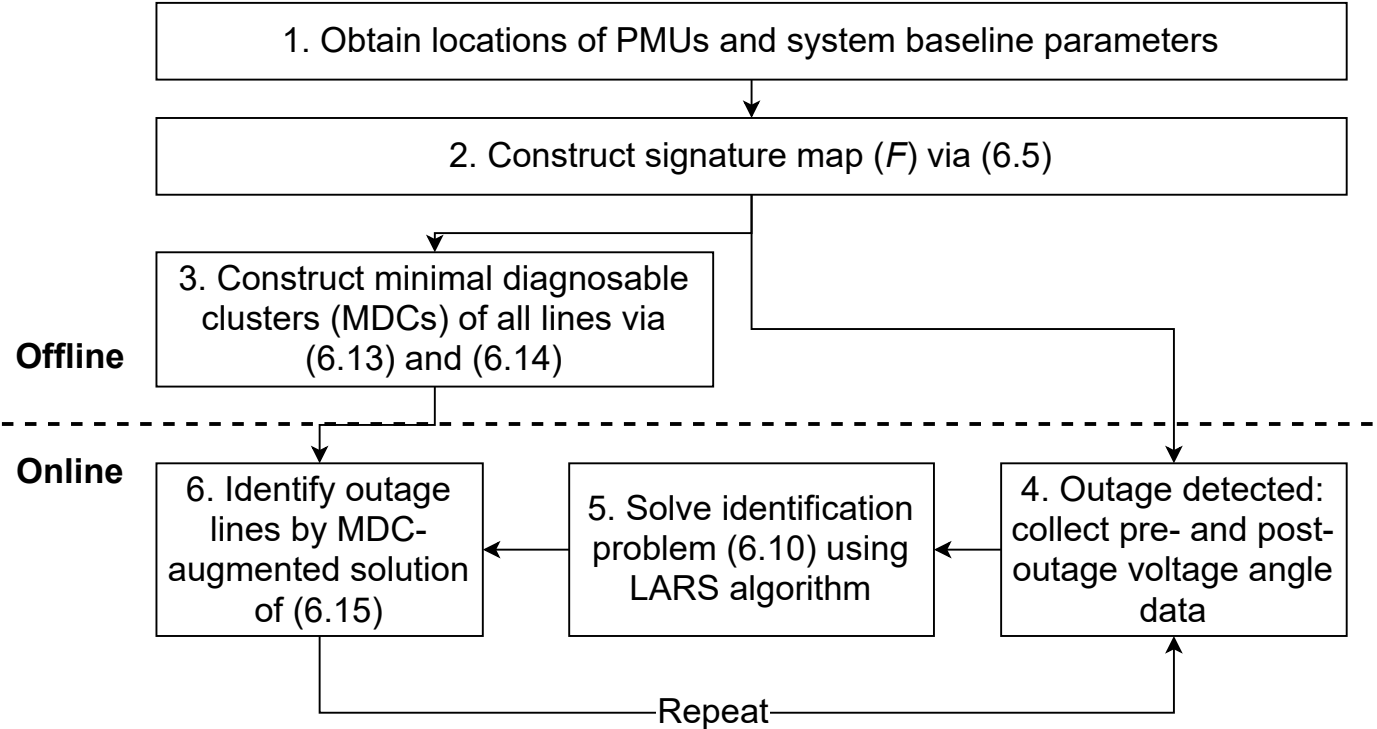 1. Obtain locations of PMUs and system baseline parameters
2. Construct signature map (F) via (6.5)
3. Construct minimal diagnosable
clusters (MDCs) of all lines via
(6.13) and (6.14)
Offline
Online
6. Identify outage
lines by MDC-
augmented solution
of (6.15)
5. Solve identification
problem (6.10) using
LARS algorithm
4. Outage detected:
collect pre- and post-
outage voltage angle
data
Repeat